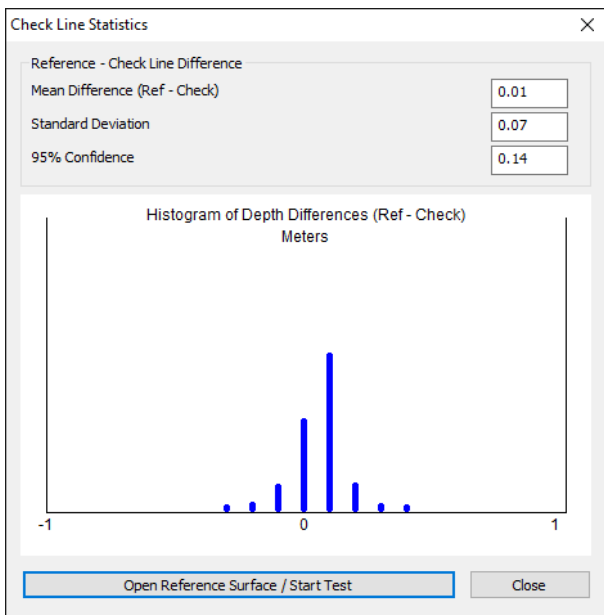 Check Line Statistics
Reference - Check Line Difference
Mean Difference (Ref - Check) 0.01
Standard Deviation 0.07
95% Confidence 0.14
Histogram of Depth Differences (Ref - Check)
Meters
-1 0 1
Open Reference Surface / Start Test Close